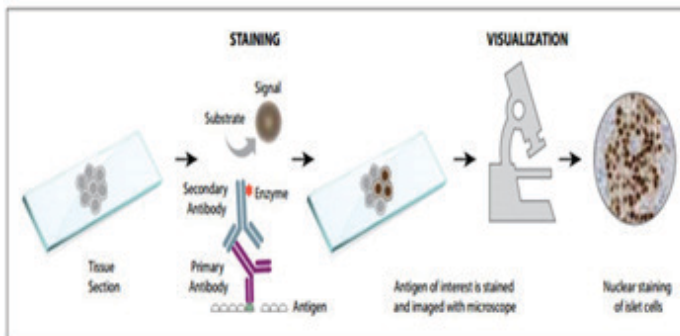 STAINING
VISUALIZATION
Signal
Substrate
Secondary
Antibody
Enzyme
Primary
Antibody
Antigen
Tissue
Section
Antigen of interest is stained
and imaged with microscope
Nuclear staining
of islet cells